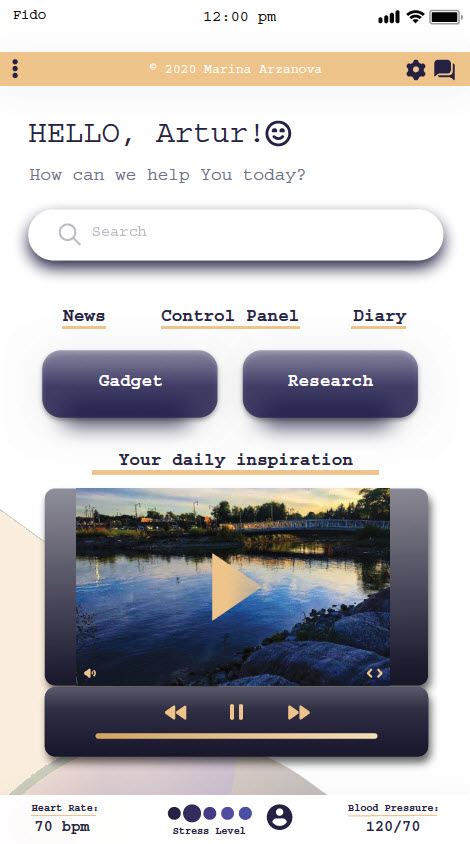 Fido 12:00 pm
© 2020 Marina Arzanova
HELLO, Artur!
How can we help You today?
Search
News Control Panel Diary
Gadget Research
Your daily inspiration
Heart Rate: Blood Pressure:
70 bpm 120/70
Stress Level